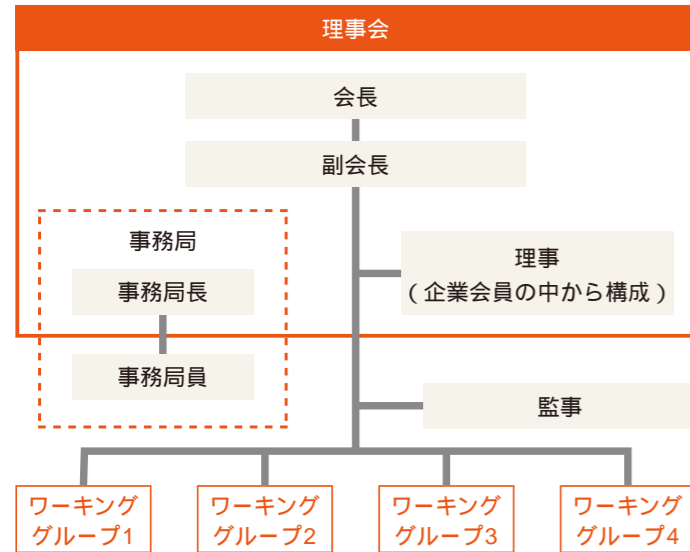 理事会
会長
副会長
事務局
事務局長
事務局員
理事
(企業会員の中から構成)
監事
ワーキング
グループ1
ワーキング
グループ2
ワーキング
グループ3
ワーキング
グループ4